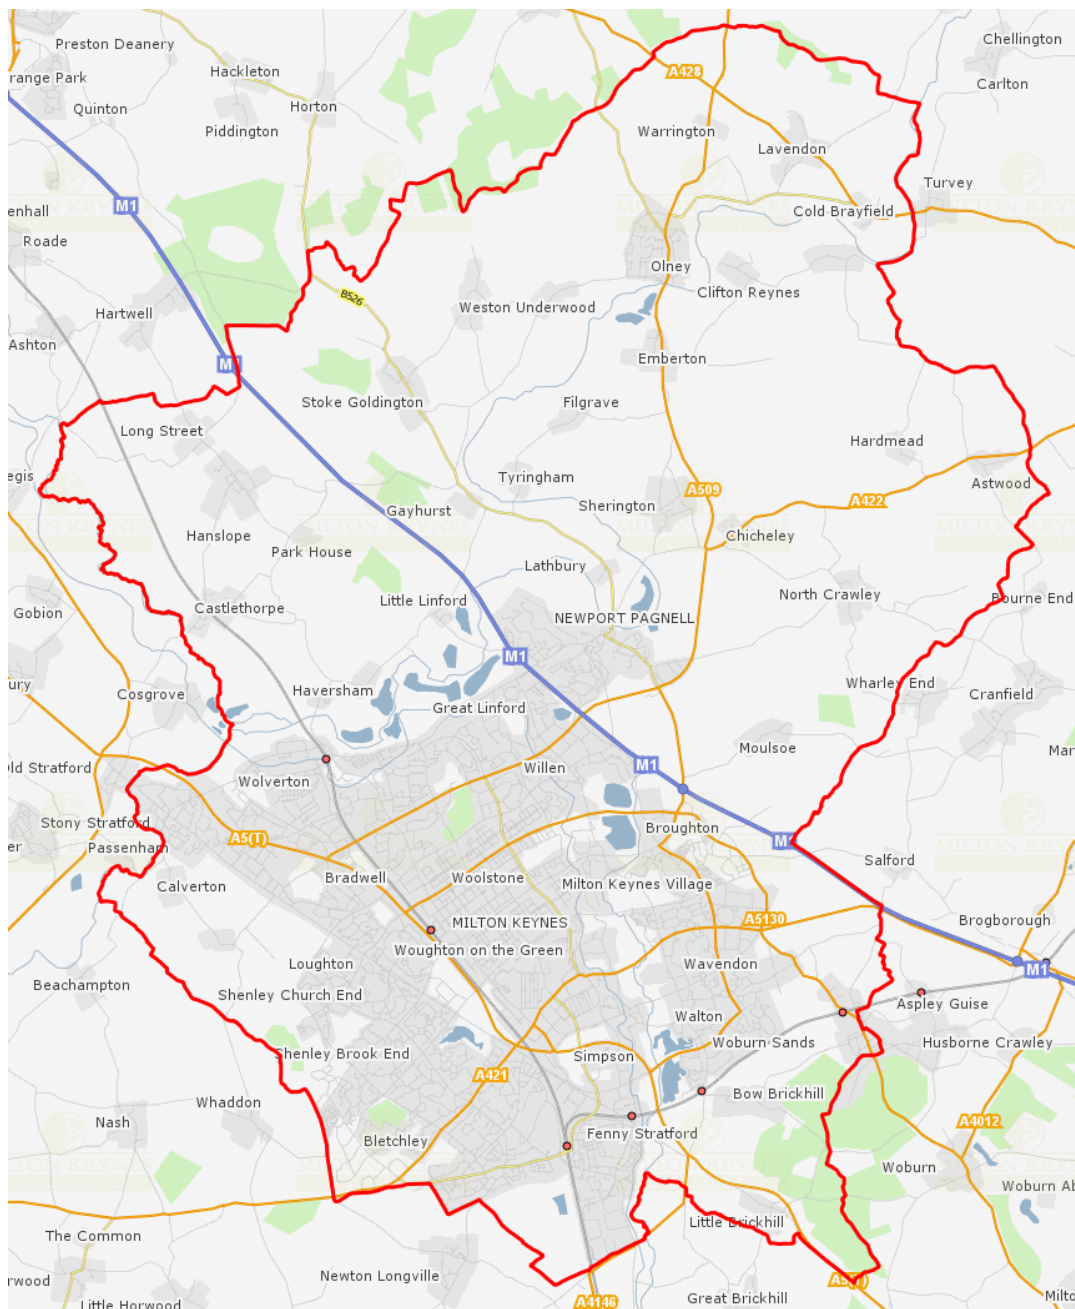 Preston Deanery
Chellington
Hackleton
A428
range Park
Carlton
Quinton
Horton
Piddington
Warrington
Lavendon
Turvey
M1
enhall
Cold Brayfield
Roade
Olney
Clifton Reynes
B526
Hartwell
Weston Underwood
Ashton
Emberton
M1
Stoke Goldington
Filgrave
Long Street
Hardmead
egis
Tyringham
Astwood
A509
Sherington
A422
Gayhurst
Hanslope
Chicheley
Park House
Lathbury
North Crawley
Bourne End
Little Linford
Castlethorpe
Gobion
NEWPORT PAGNELL
M1
ury
Wharley End
Cosgrove
Haversham
Cranfield
Great Linford
Moulsoe
Mar
ld Stratford
Willen
M1
Wolverton
Stony Stratford
Broughton
A5(T)
M1
er
Passenham
Salford
Calverton
Bradwell
Woolstone
Milton Keynes Village
MILTON KEYNES
A5130
Brogborough
Woughton on the Green
Loughton
Wavendon
M1
Beachampton
Shenley Church End
Aspley Guise
Walton
Shenley Brook End
Simpson
Woburn Sands
Husborne Crawley
A421
Whaddon
Bow Brickhill
Nash
A4012
Bletchley
Fenny Stratford
Woburn
Woburn Ab
Little Brickhill
The Common
Newton Longville
rwood
A5(T)
Great Brickhill
Milto
Little Horwood
A4146
MILTON KEYNES